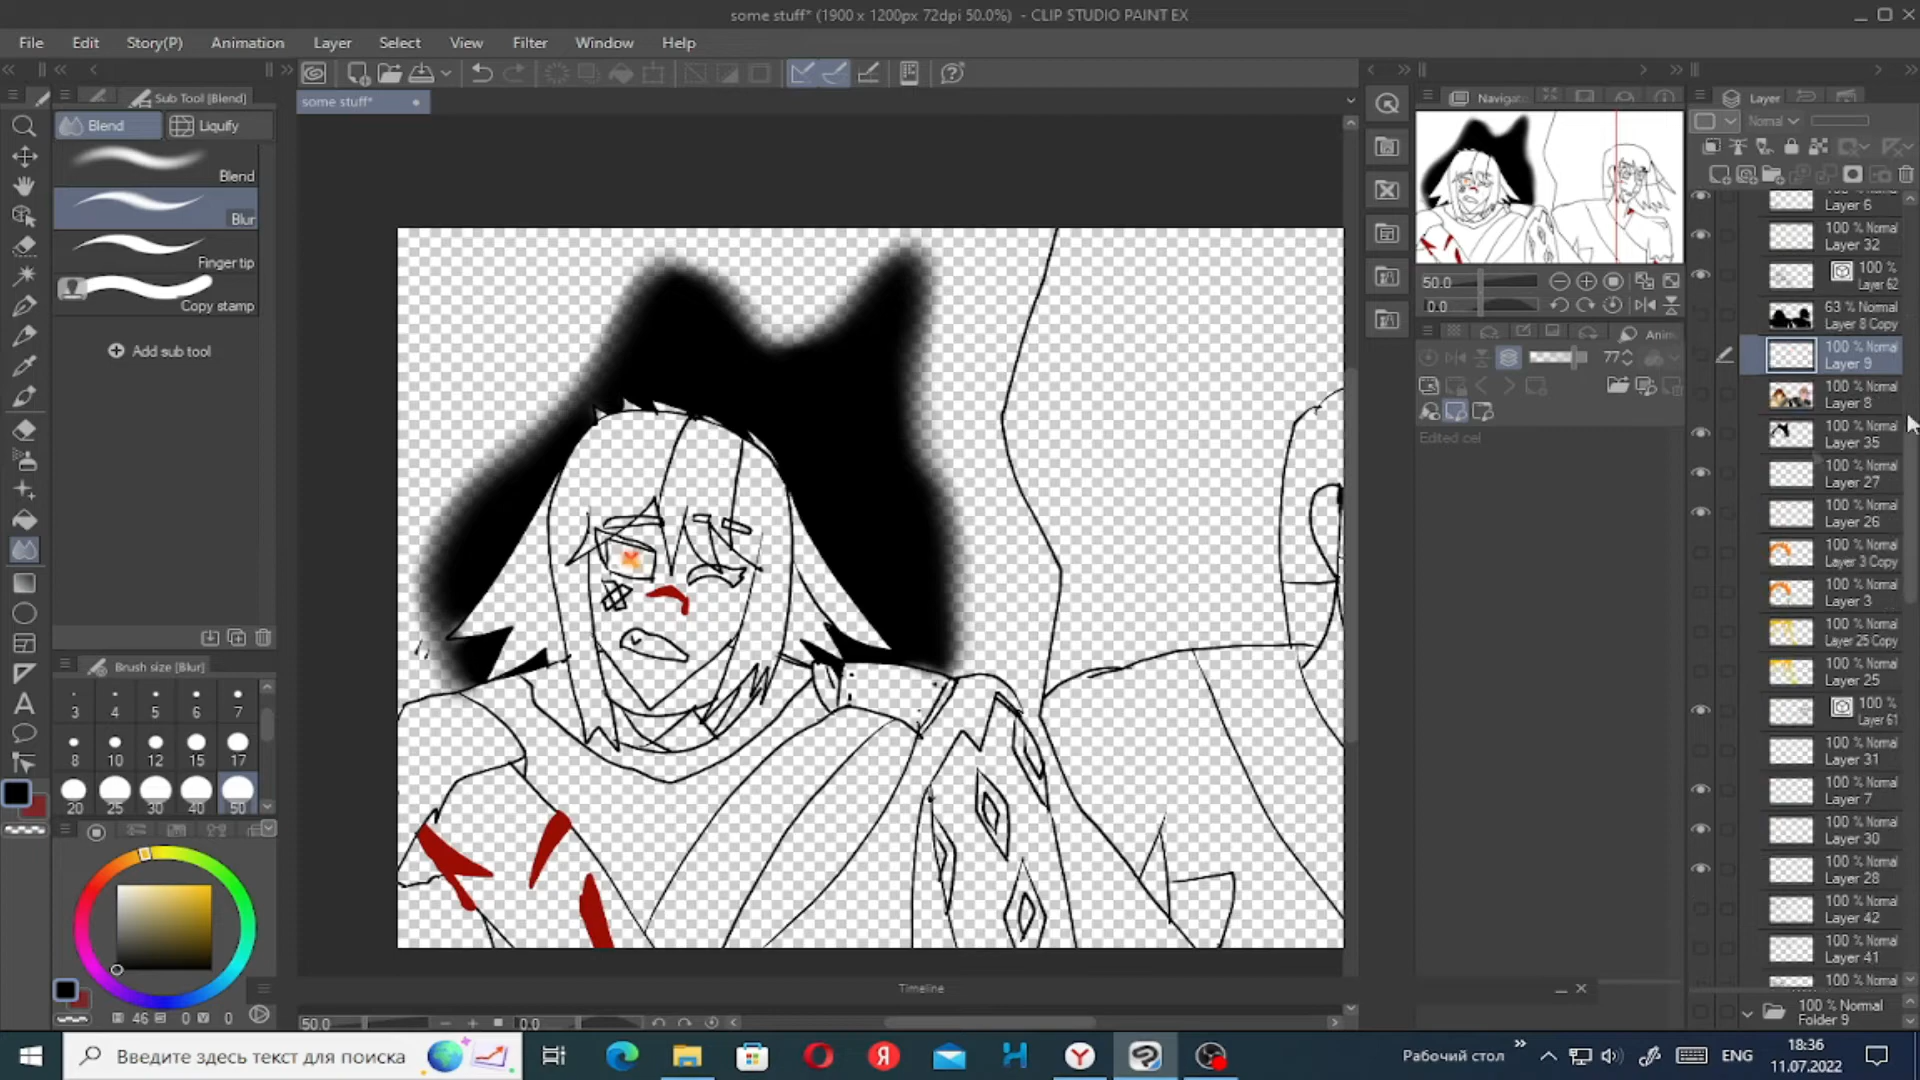 some stuff* (1900 x 1200px 72dpi 50.0%) - CLIP STUDIO PAINT EX
File Edit Story(P) Animation Layer Select View Filter Window Help
Sub Tool [Blend]
some stuff*
Blend Liquify
Blend
Blur
Finger tip
Copy stamp
Add sub tool
Brush size [Blur]
3 4 5 6 7
8 10 12 15 17
20 25 30 40 50
46 0 0
Timeline
50.0 0.0
Navigat
50.0
0.0
Anim
77
Edited cel
Layer
Normal
Layer 6
100 % Normal
Layer 32
100 %
Layer 62
63 % Normal
Layer 8 Copy
100 % Normal
Layer 9
100 % Normal
Layer 8
100 % Normal
Layer 35
100 % Normal
Layer 27
100 % Normal
Layer 26
100 % Normal
Layer 3 Copy
100 % Normal
Layer 3
100 % Normal
Layer 25 Copy
100 % Normal
Layer 25
100 %
Layer 61
100 % Normal
Layer 31
100 % Normal
Layer 7
100 % Normal
Layer 30
100 % Normal
Layer 28
100 % Normal
Layer 42
100 % Normal
Layer 41
100 % Normal
100 % Normal
Folder 9
Введите здесь текст для поиска
Рабочий стол
ENG
18:36
11.07.2022